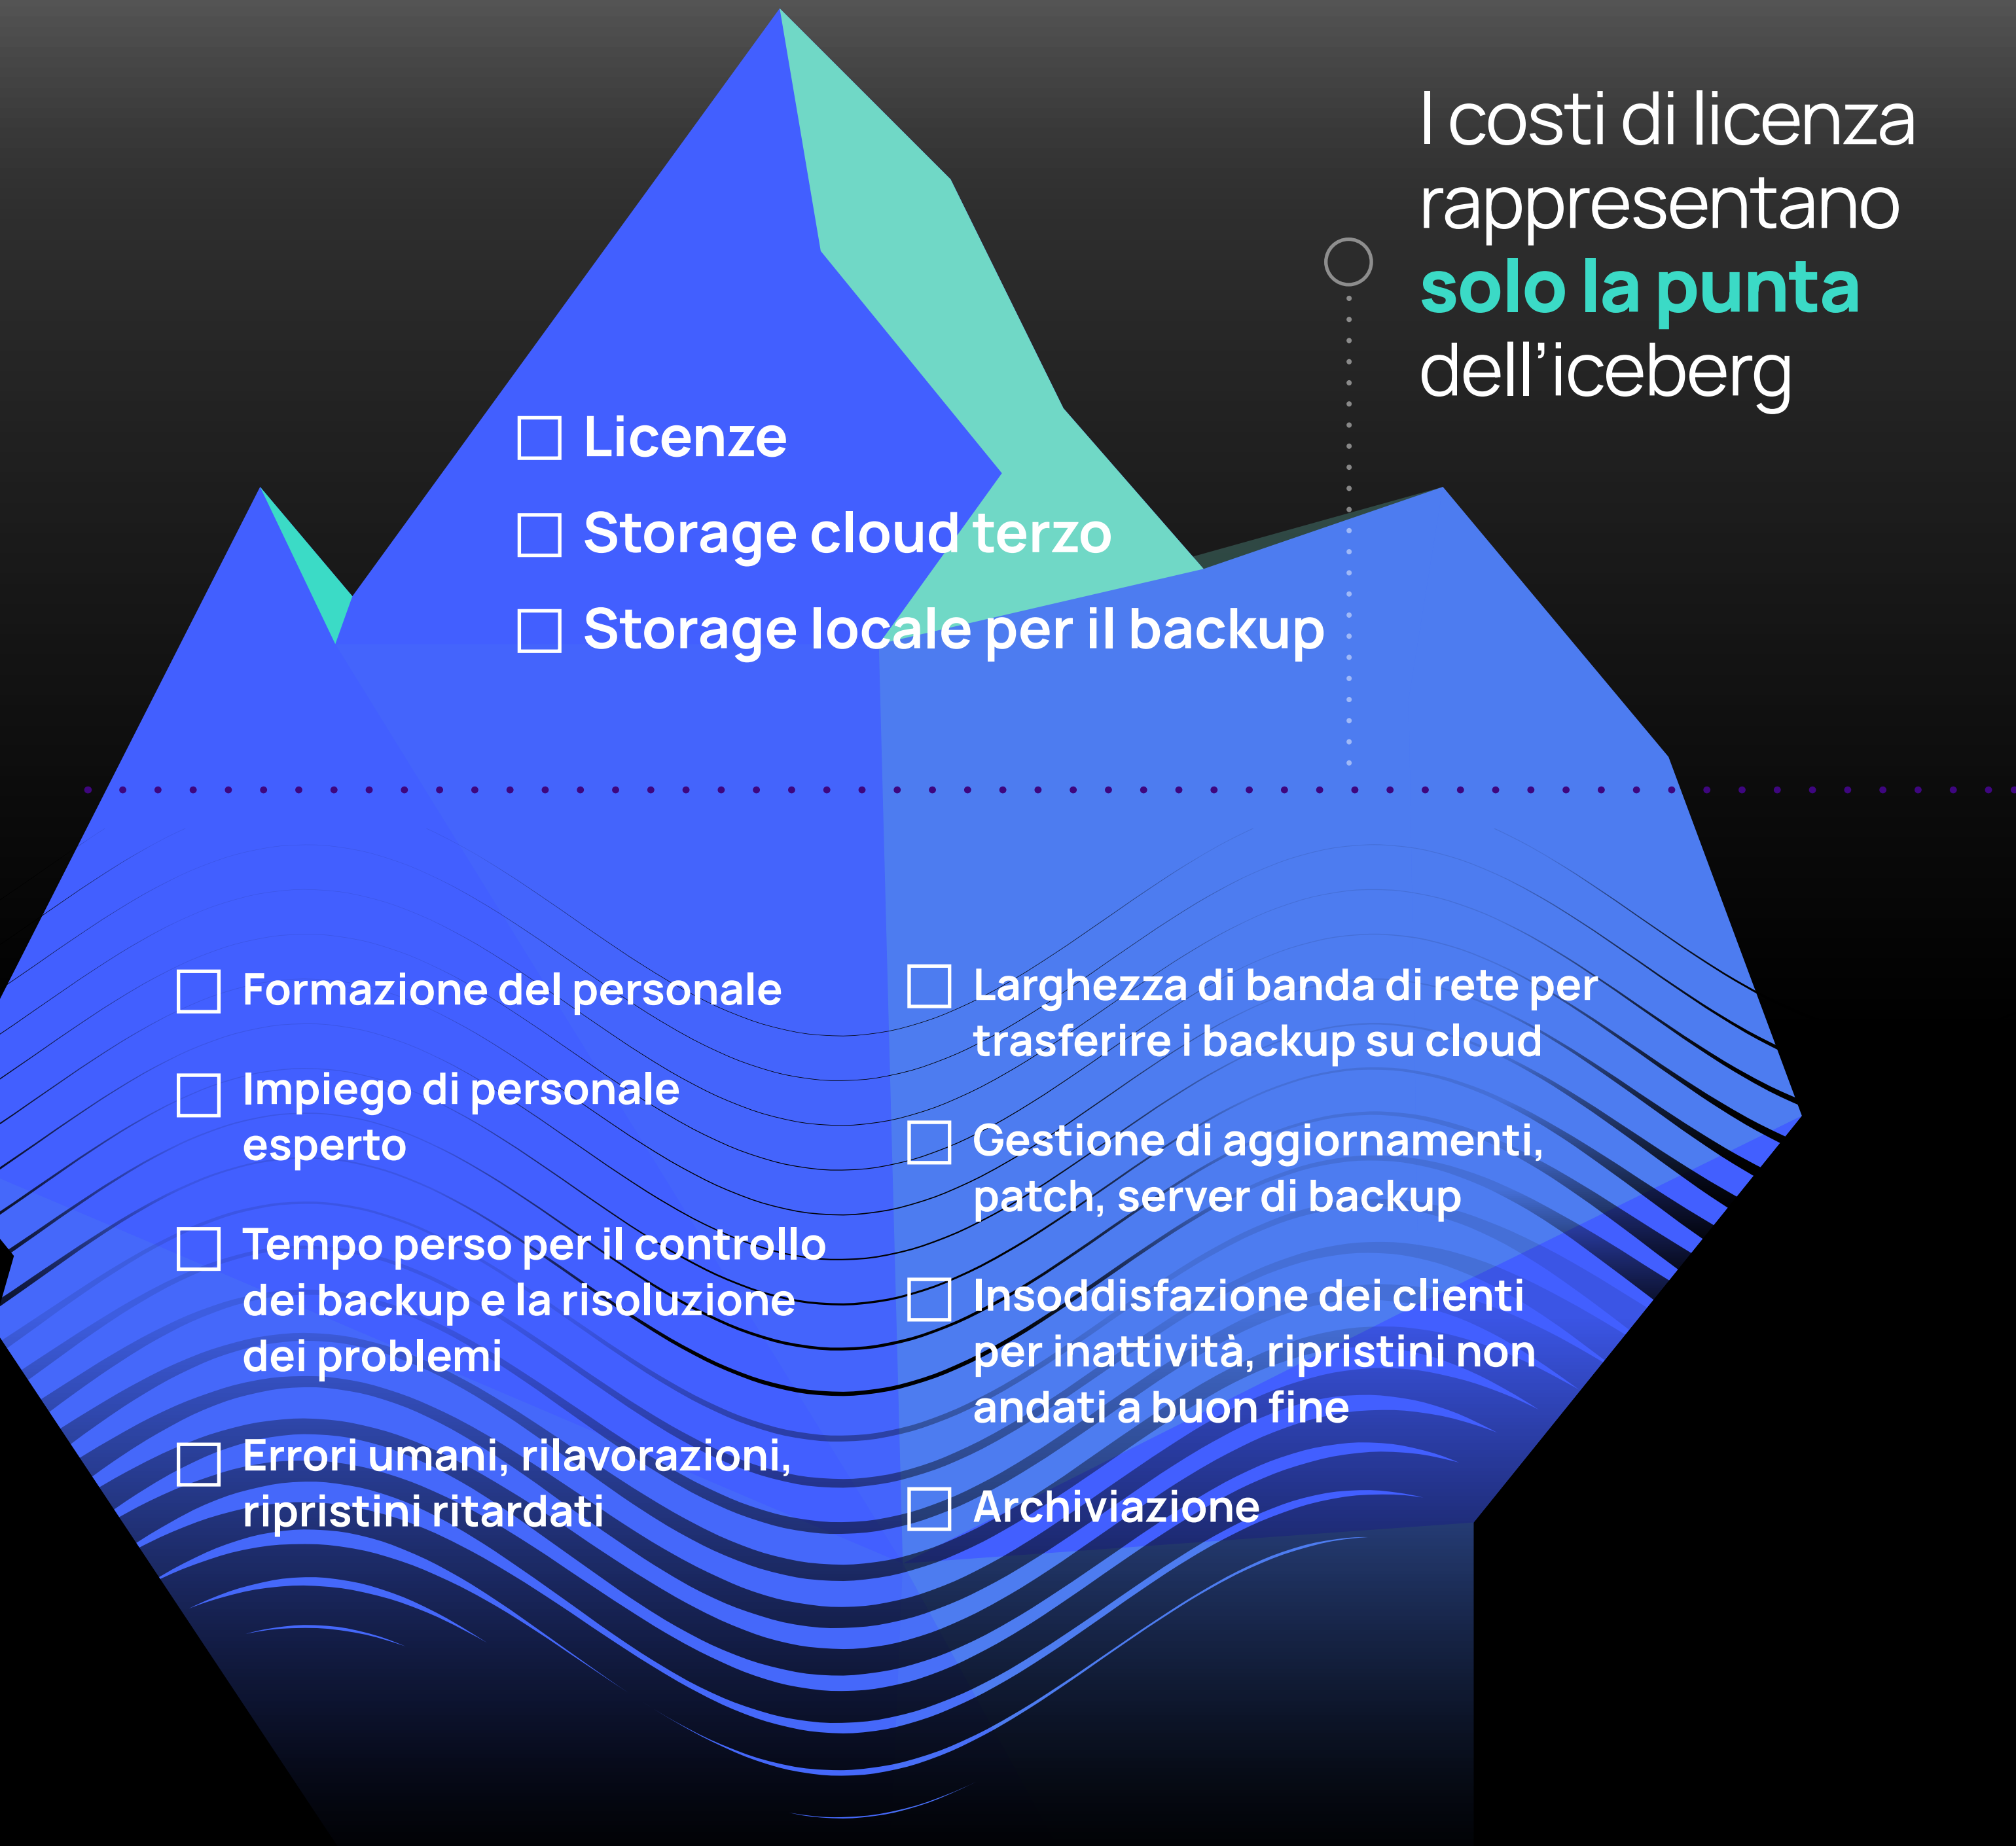 I costi di licenza
rappresentano
solo la punta
dell’iceberg
Licenze
Storage cloud terzo
Storage locale per il backup
Formazione del personale
Impiego di personale
esperto
Tempo perso per il controllo
dei backup e la risoluzione
dei problemi
Errori umani, rilavorazioni,
ripristini ritardati
Larghezza di banda di rete per
trasferire i backup su cloud
Gestione di aggiornamenti,
patch, server di backup
Insoddisfazione dei clienti
per inattività, ripristini non
andati a buon fine
Archiviazione